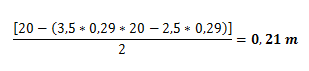 [20 − (3,5 ∗ 0,29 ∗ 20 − 2,5 ∗ 0,29)]
2
= 0, 21 m